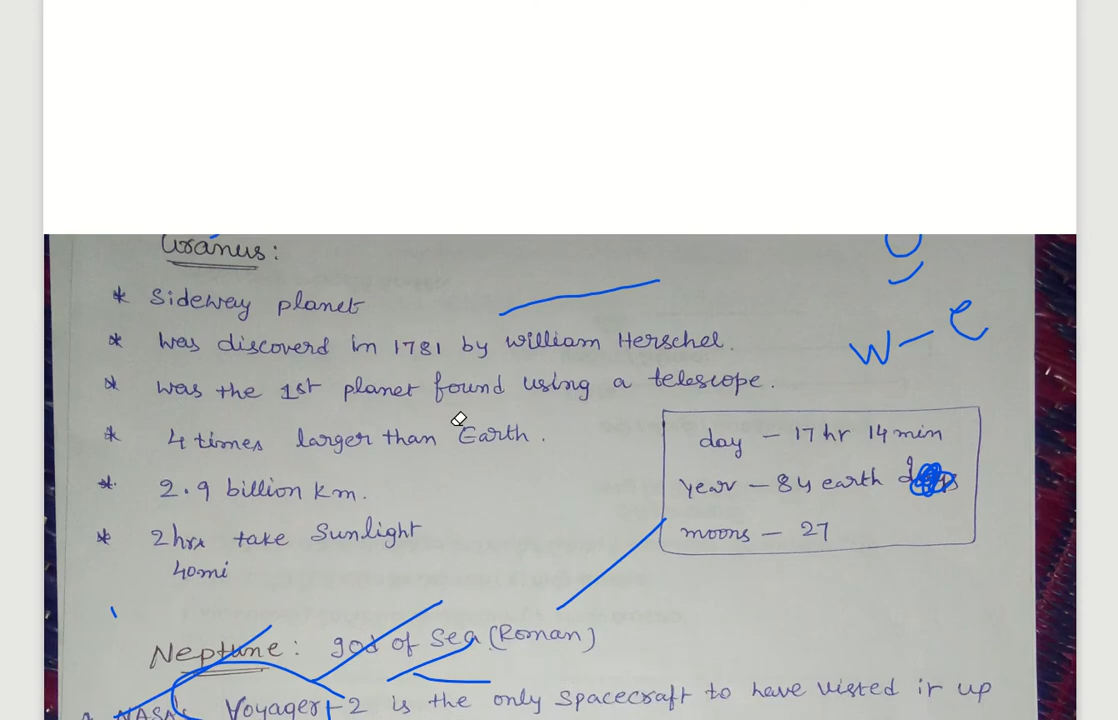 Uranus:
* Sideway planet
* was discoverd in 1781 by william Herschel.
* was the 1st planet found using a telescope.
* 4 times larger than Earth.
* 2.9 billion km.
* 2hrs take Sunlight
40mi
W - e
day - 17 hr 14 min
year - 84 earth
moons - 27
Neptune: god of Sea (Roman)
NASA's Voyager-2 is the only spacecraft to have visted it up